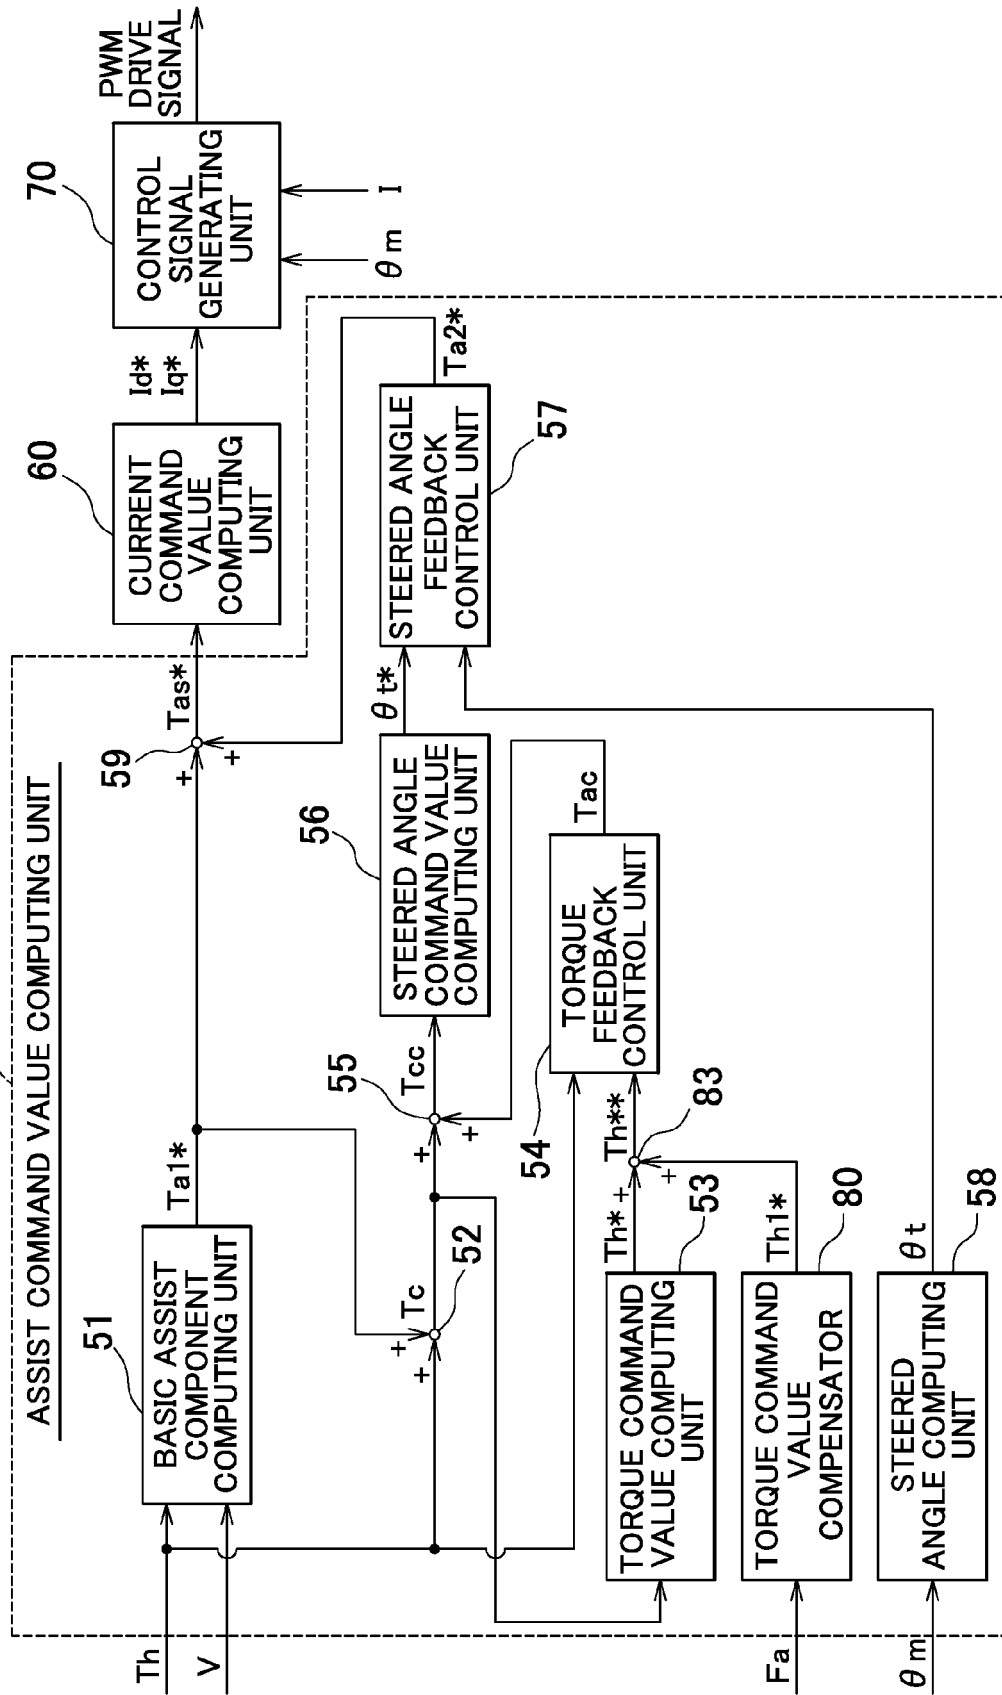 ASSIST COMMAND VALUE COMPUTING UNIT
Th
V
51
BASIC ASSIST
COMPONENT
COMPUTING UNIT
Ta1*
+
+
59
Tas*
60
CURRENT
COMMAND
VALUE
COMPUTING
UNIT
Id*
Iq*
70
CONTROL
SIGNAL
GENERATING
UNIT
θm
I
PWM
DRIVE
SIGNAL
+
+
Tc
52
+
+
55
Tcc
56
STEERED ANGLE
COMMAND VALUE
COMPUTING UNIT
θt*
STEERED ANGLE
FEEDBACK
CONTROL UNIT
57
Ta2*
54
TORQUE
FEEDBACK
CONTROL UNIT
Tac
TORQUE COMMAND
VALUE COMPUTING
UNIT
53
Th*
+
+
Th**
83
Fa
TORQUE COMMAND
VALUE
COMPENSATOR
80
Th1*
θm
STEERED
ANGLE COMPUTING
UNIT
58
θt